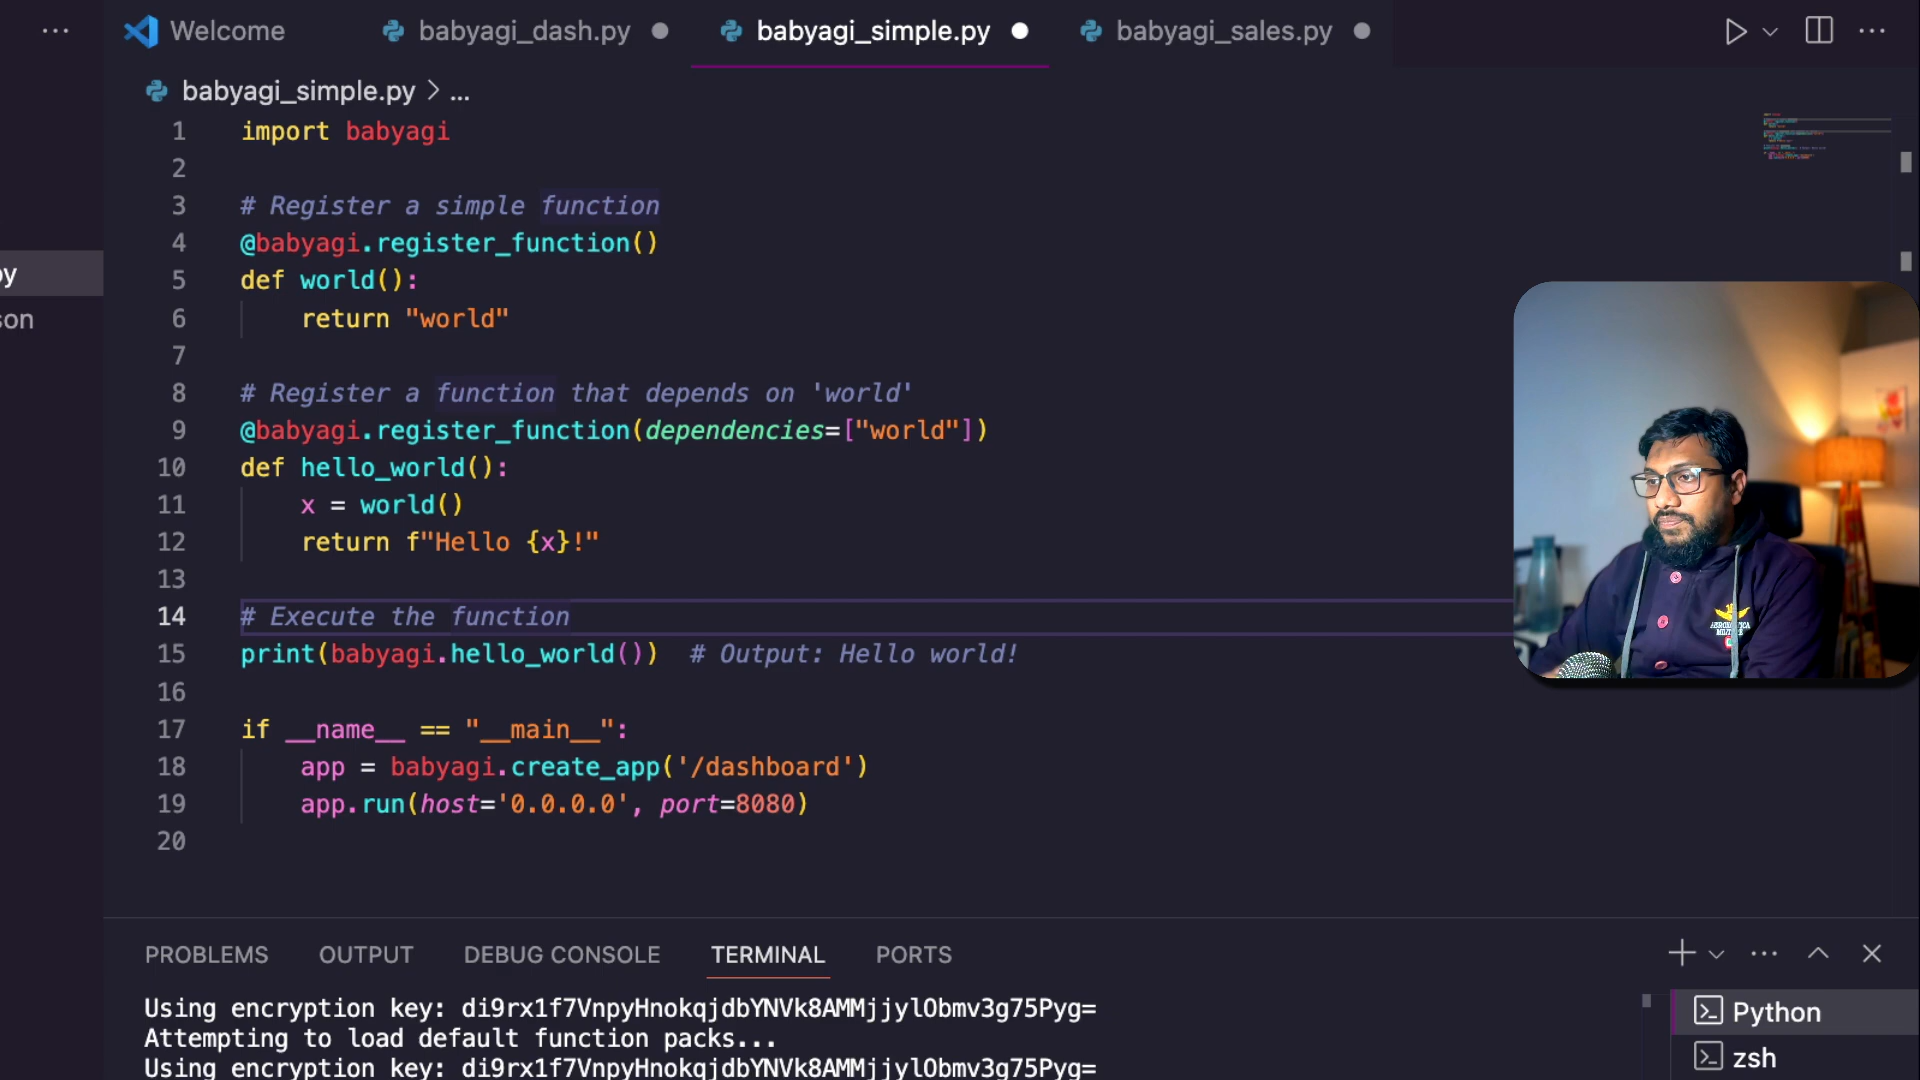 Welcome
babyagi_dash.py
babyagi_simple.py
babyagi_sales.py
babyagi_simple.py > ...
1 import babyagi
2
3 # Register a simple function
4 @babyagi.register_function()
5 def world():
6 return "world"
7
8 # Register a function that depends on 'world'
9 @babyagi.register_function(dependencies=["world"])
10 def hello_world():
11 x = world()
12 return f"Hello {x}!"
13
14 # Execute the function
15 print(babyagi.hello_world()) # Output: Hello world!
16
17 if __name__ == "__main__":
18 app = babyagi.create_app('/dashboard')
19 app.run(host='0.0.0.0', port=8080)
20
py
son
PROBLEMS
OUTPUT
DEBUG CONSOLE
TERMINAL
PORTS
Using encryption key: di9rx1f7VnpyHnokqjdbYNVk8AMMjjylObmv3g75Pyg=
Attempting to load default function packs...
Using encryption key: di9rx1f7VnpyHnokqjdbYNVk8AMMjjylObmv3g75Pyg=
Python
zsh